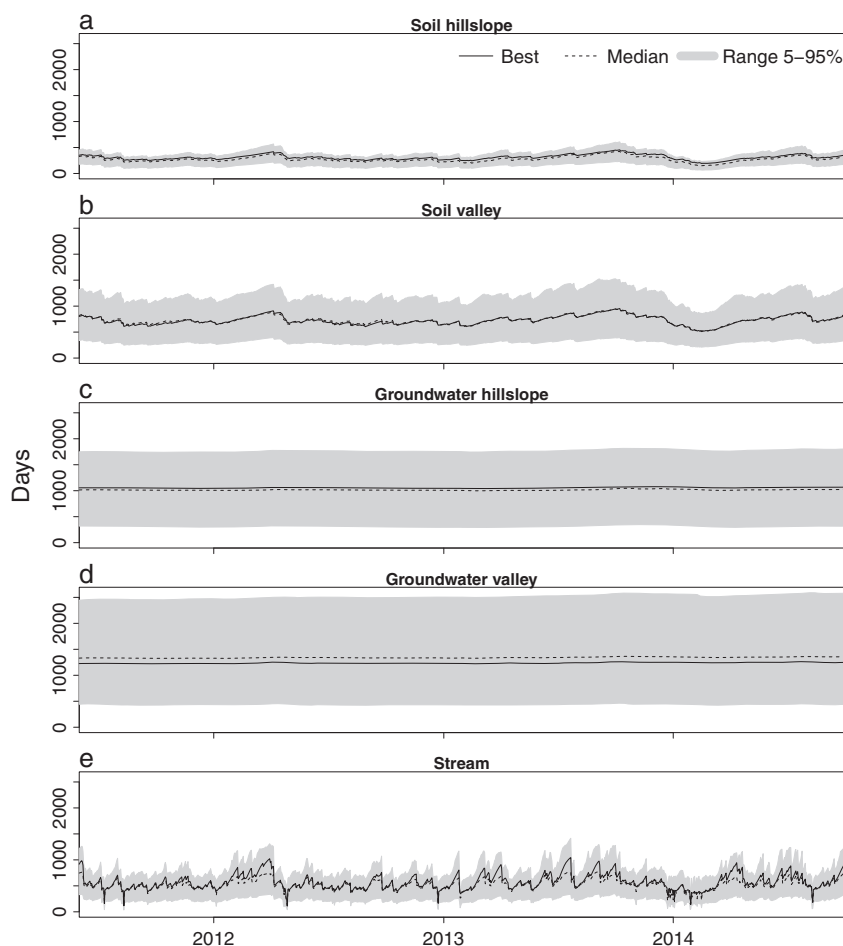 a
Soil hillslope
Best
Median
Range 5–95%
0
1000
2000
b
Soil valley
0
1000
2000
c
Groundwater hillslope
0
1000
2000
Days
d
Groundwater valley
0
1000
2000
e
Stream
0
1000
2000
2012
2013
2014